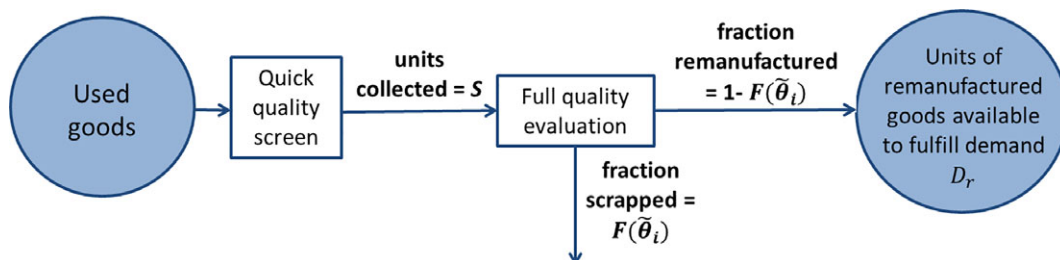 Used
goods
Quick
quality
screen
units
collected = S
Full quality
evaluation
fraction
remanufactured
= 1- F(θ̃ᵢ)
fraction
scrapped =
F(θ̃ᵢ)
Units of
remanufactured
goods available
to fulfill demand
Dᵣ